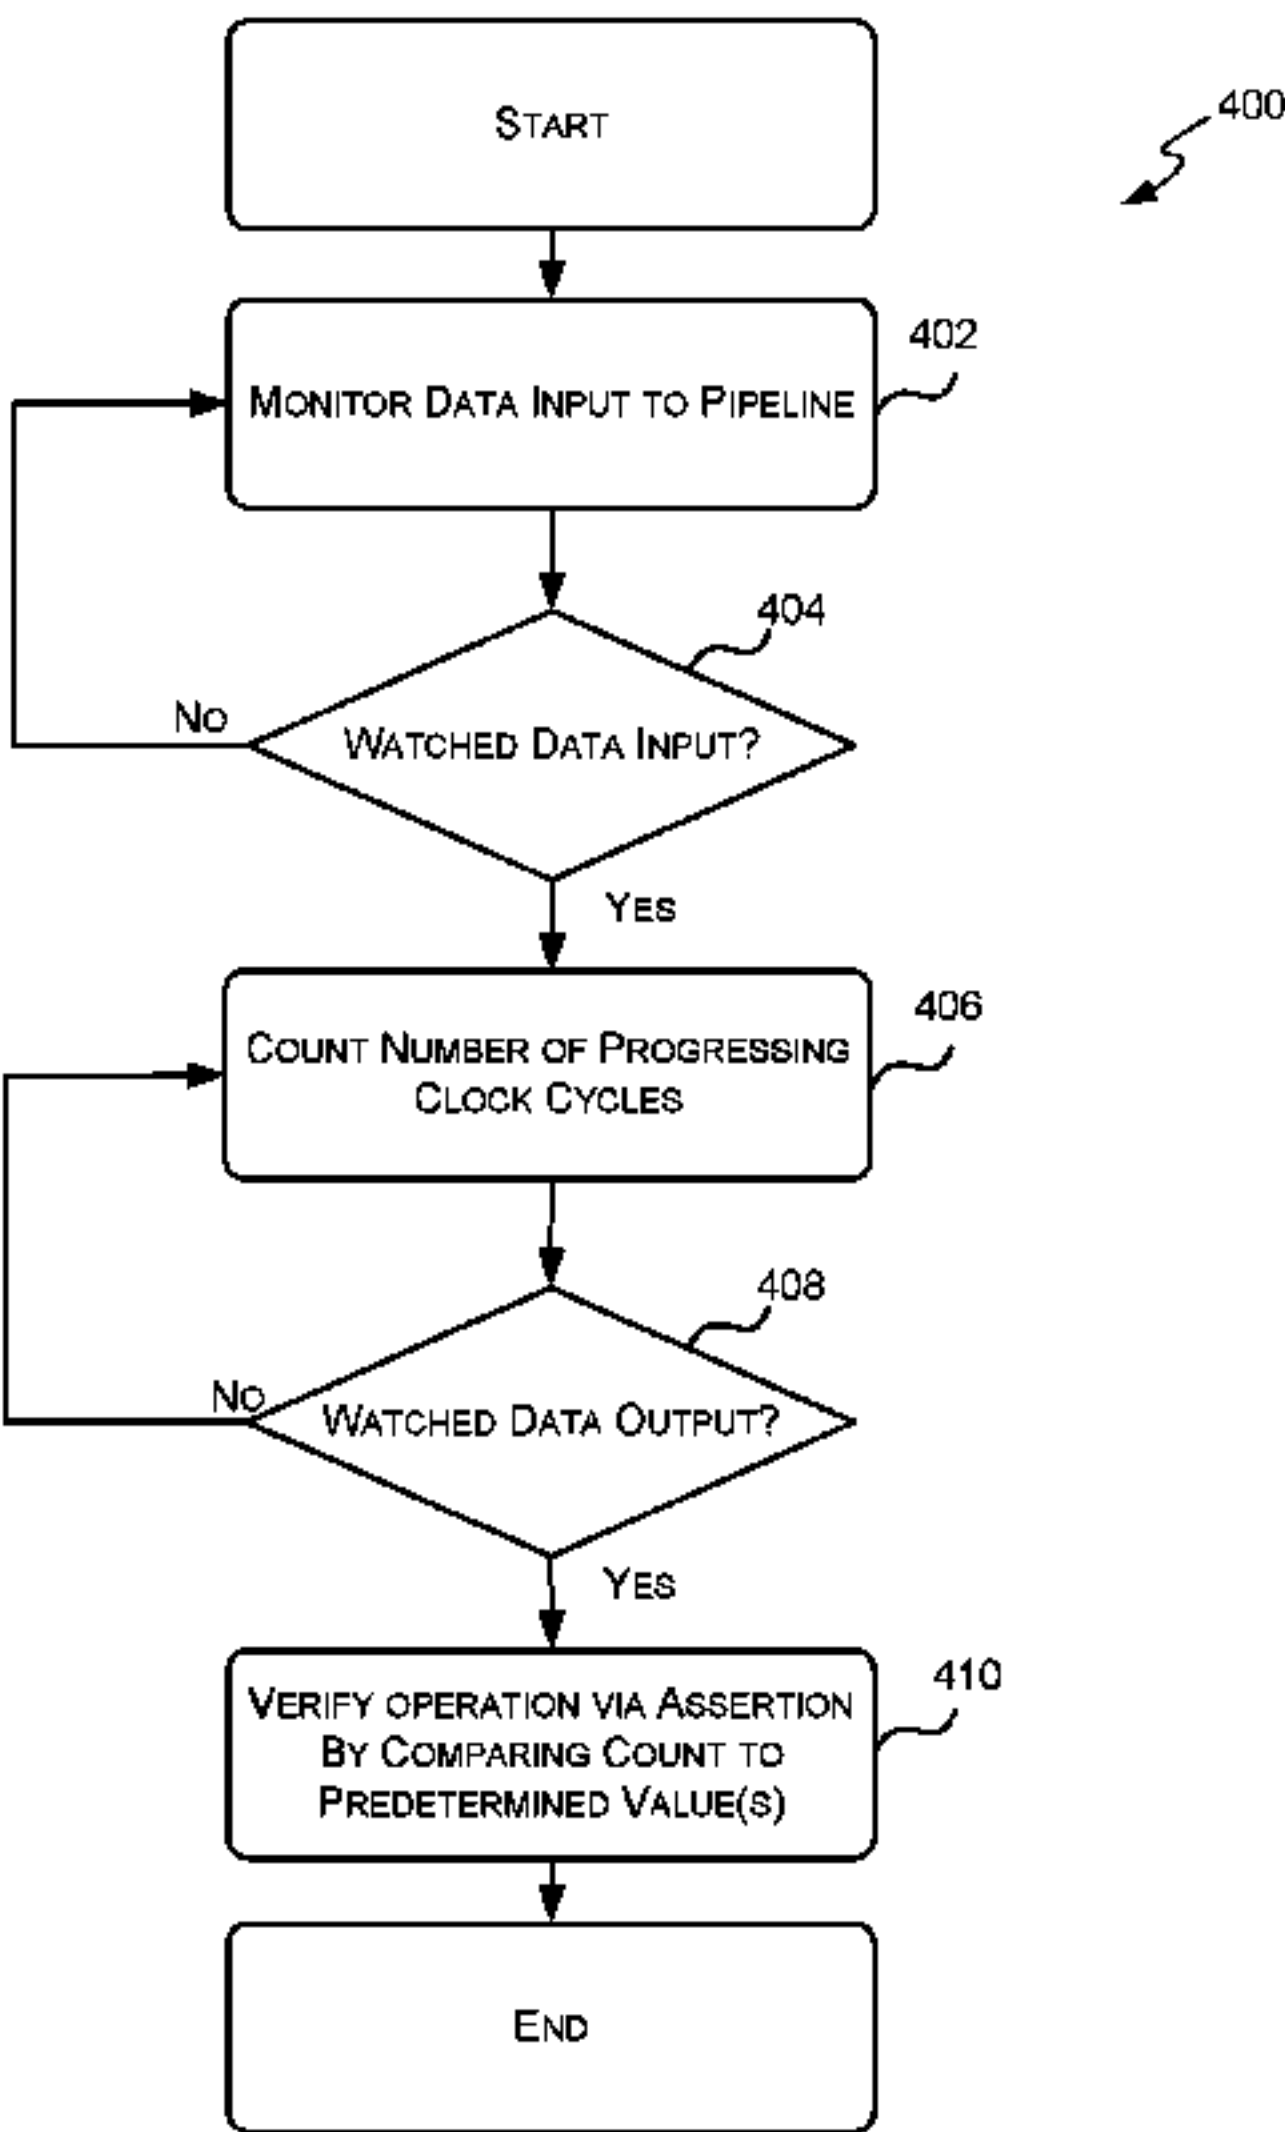 START
400
402
MONITOR DATA INPUT TO PIPELINE
404
NO
WATCHED DATA INPUT?
YES
406
COUNT NUMBER OF PROGRESSING
CLOCK CYCLES
408
NO
WATCHED DATA OUTPUT?
YES
410
VERIFY OPERATION VIA ASSERTION
BY COMPARING COUNT TO
PREDETERMINED VALUE(S)
END